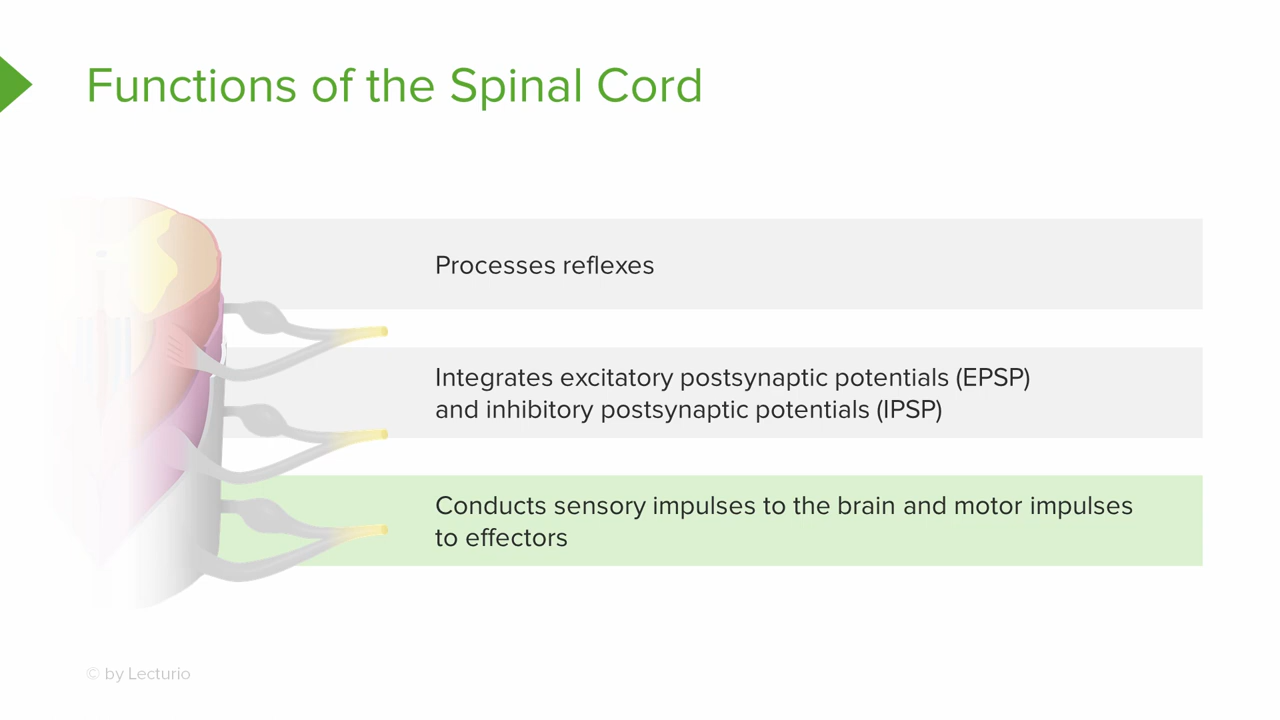 Functions of the Spinal Cord
Processes reflexes
Integrates excitatory postsynaptic potentials (EPSP)
and inhibitory postsynaptic potentials (IPSP)
Conducts sensory impulses to the brain and motor impulses
to effectors
© by Lecturio